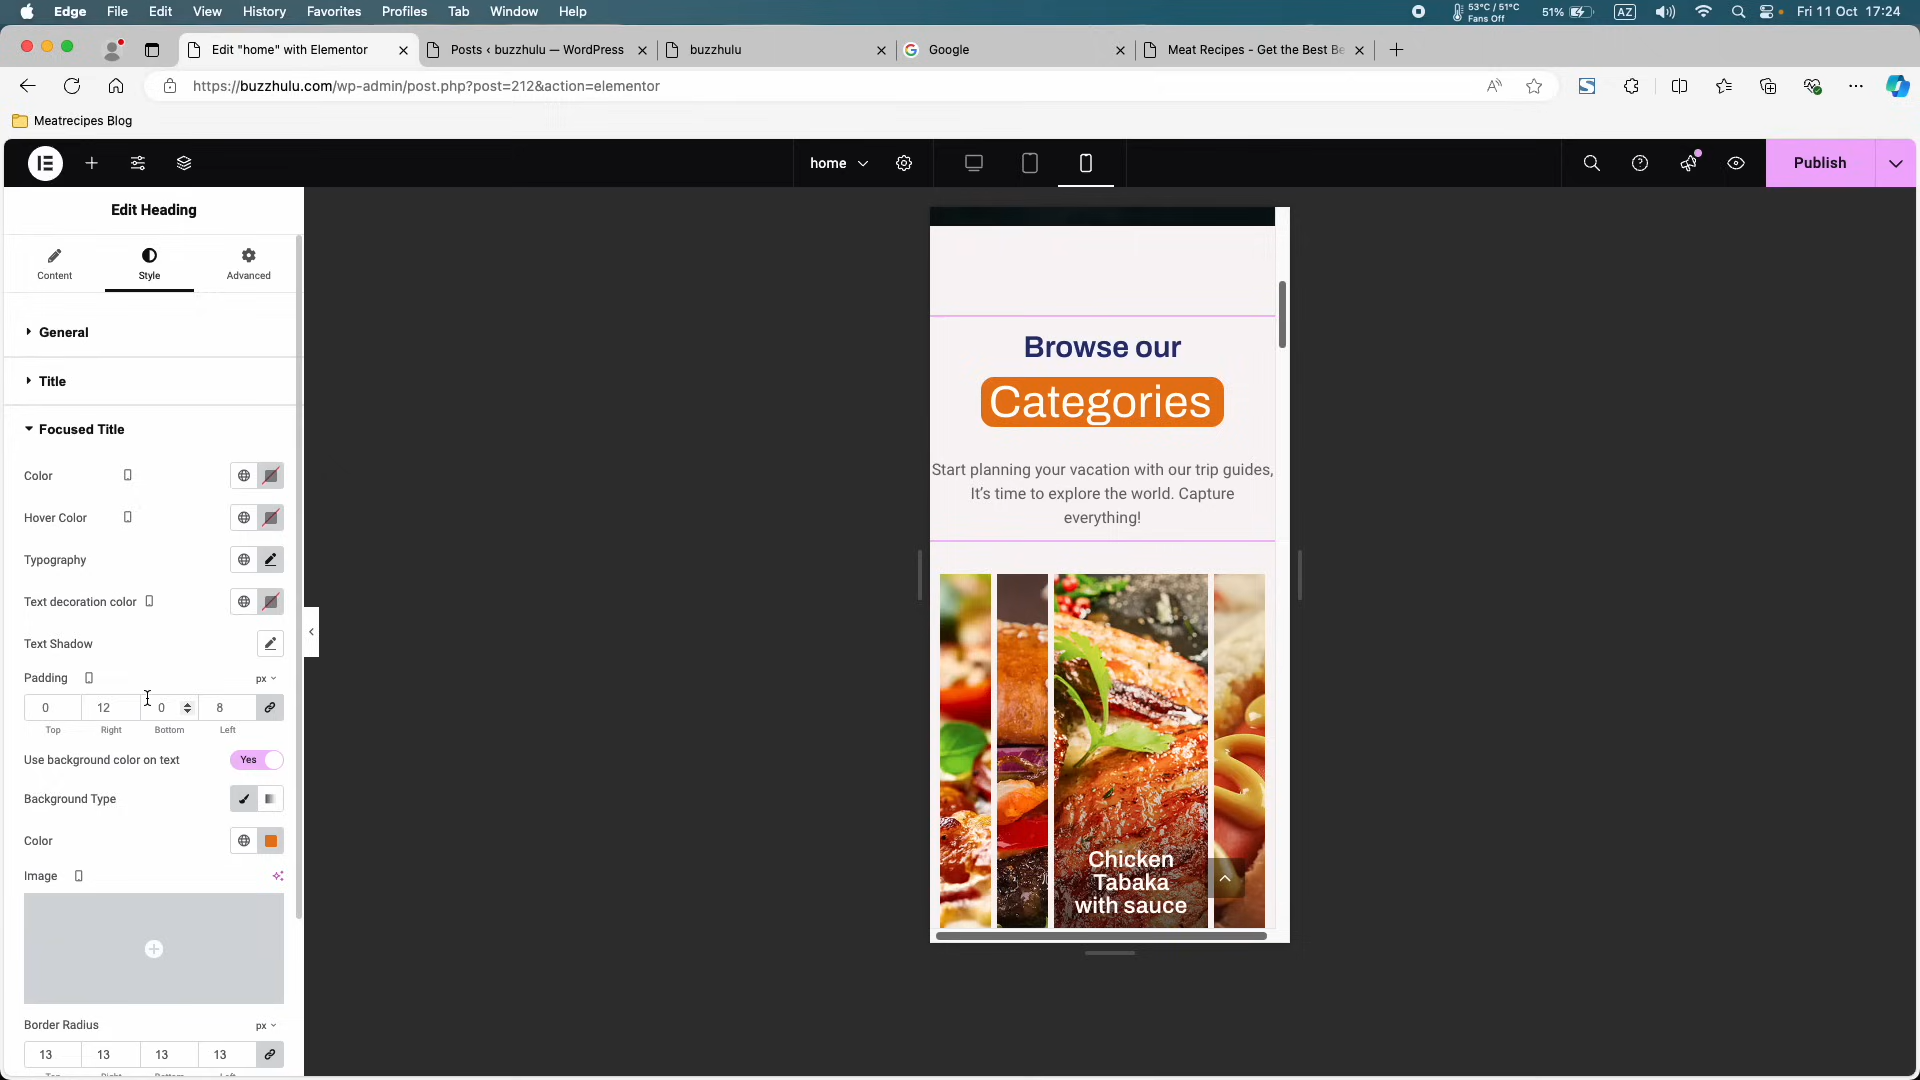 Edge File Edit View History Favorites Profiles Tab Window Help 53°C / 51°C Fans Off 51% AZ Fri 11 Oct 17:24
Edit "home" with Elementor Posts ‹ buzzhulu — WordPress buzzhulu Google Meat Recipes - Get the Best Be
https://buzzhulu.com/wp-admin/post.php?post=212&action=elementor
Meatrecipes Blog
home Publish
Edit Heading
Content Style Advanced
General
Title
Focused Title
Color
Hover Color
Typography
Text decoration color
Text Shadow
Padding px
0 12 0 8
Top Right Bottom Left
Use background color on text Yes
Background Type
Color
Image
Border Radius px
13 13 13 13
Top Right Bottom Left
Browse our
Categories
Start planning your vacation with our trip guides,
It's time to explore the world. Capture
everything!
Chicken
Tabaka
with sauce